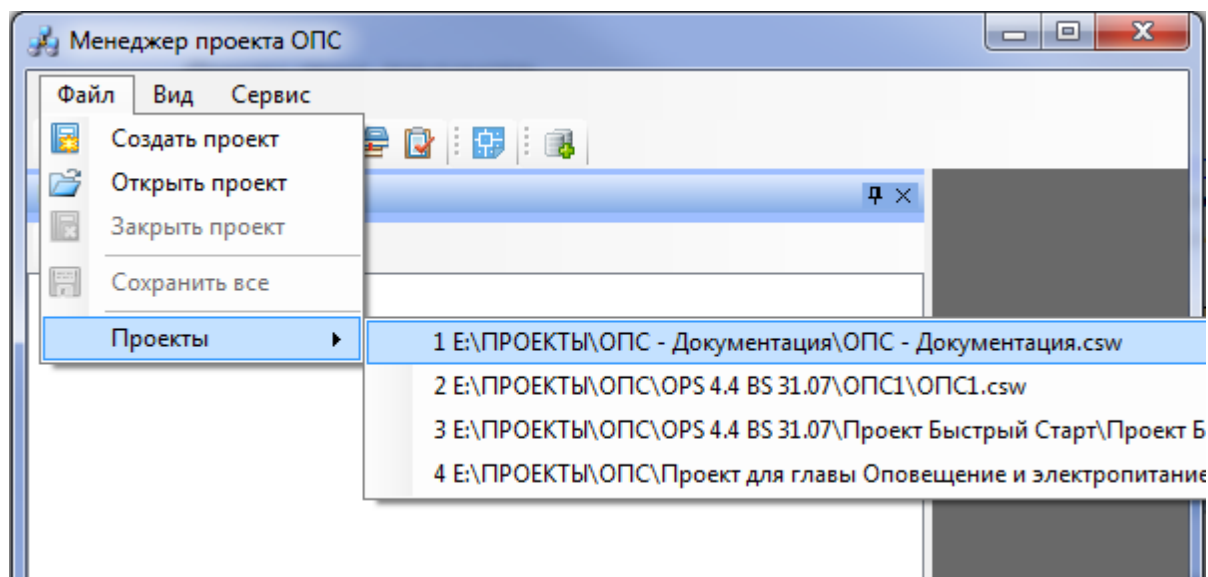 Менеджер проекта ОПС
Файл Вид Сервис
Создать проект
Открыть проект
Закрыть проект
Сохранить все
Проекты
1 E:\ПРОЕКТЫ\ОПС - Документация\ОПС - Документация.csw
2 E:\ПРОЕКТЫ\ОПС\OPS 4.4 BS 31.07\ОПС1\ОПС1.csw
3 E:\ПРОЕКТЫ\ОПС\OPS 4.4 BS 31.07\Проект Быстрый Старт\Проект Б
4 E:\ПРОЕКТЫ\ОПС\Проект для главы Оповещение и электропитание